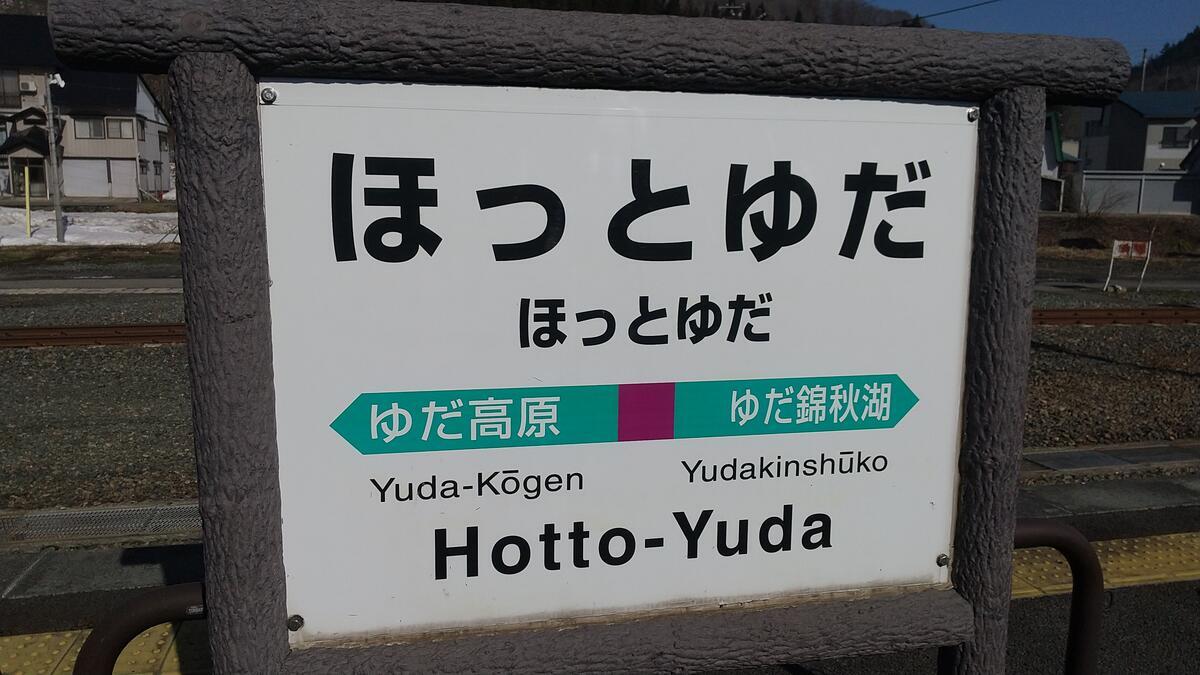 ほっとゆだ
ほっとゆだ
ゆだ高原 ゆだ錦秋湖
Yuda-Kōgen Yudakinshūko
Hotto-Yuda